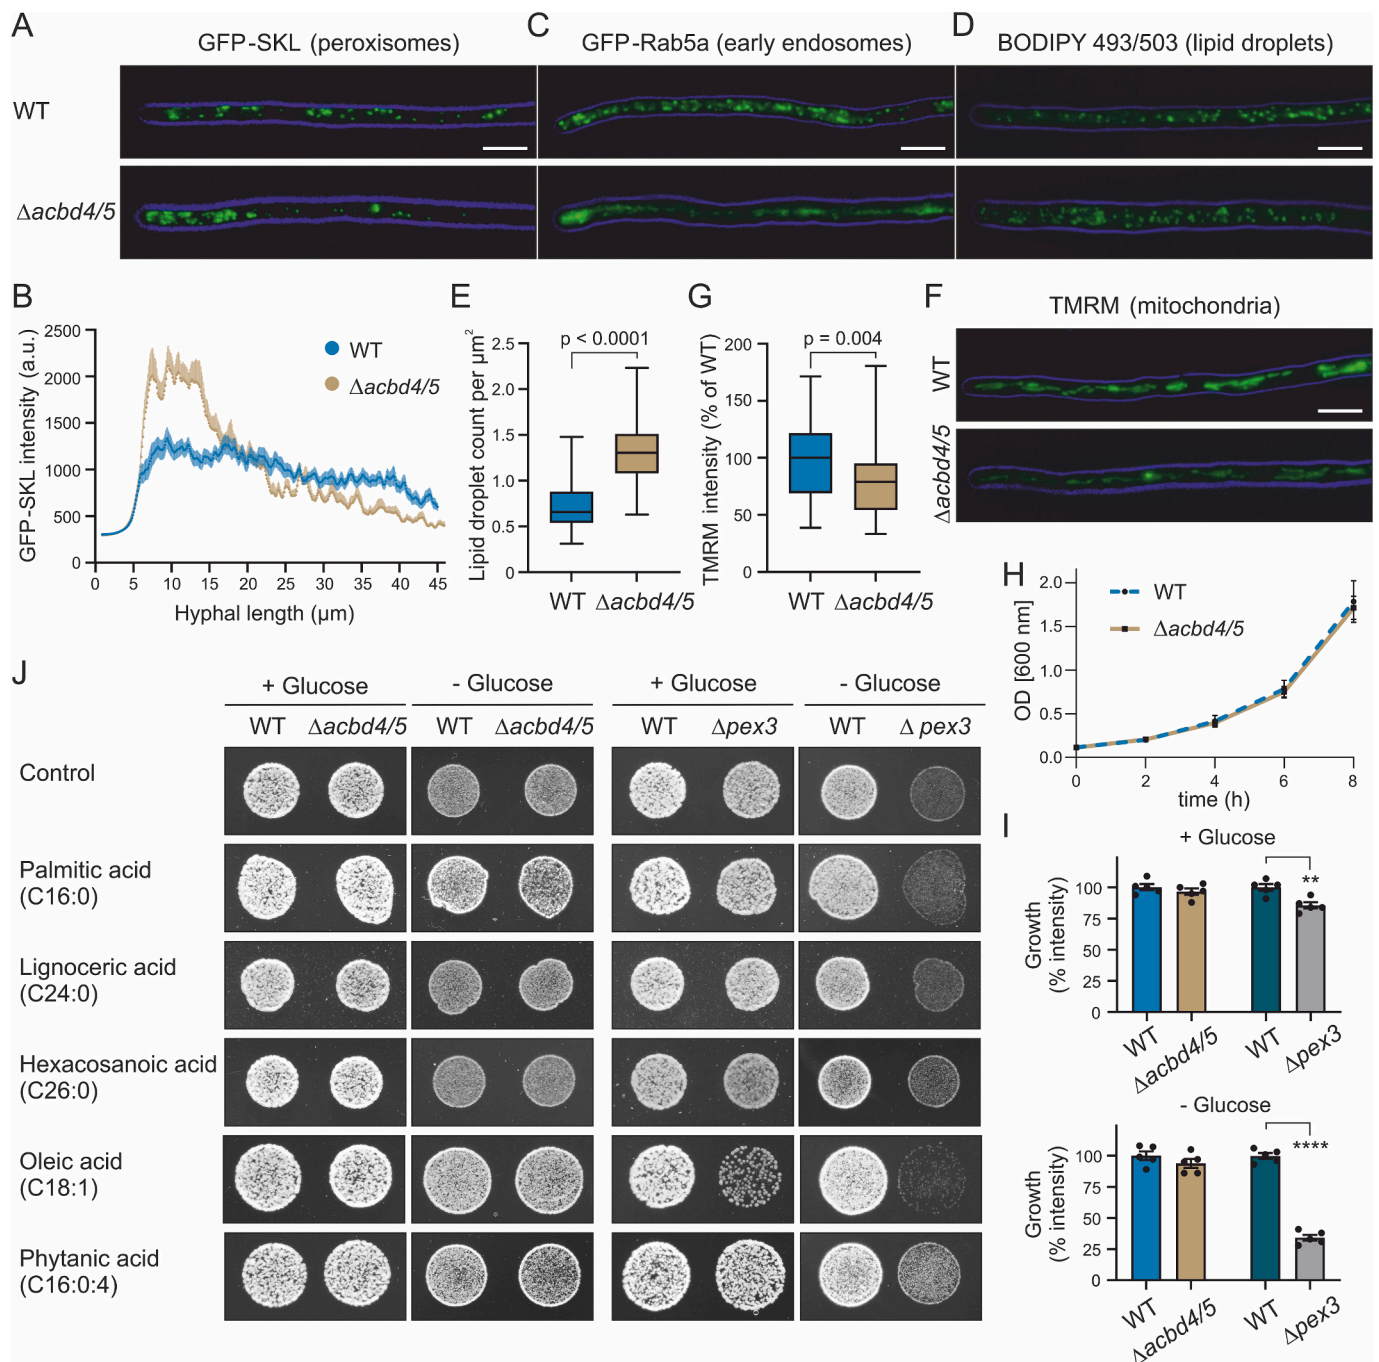 A
GFP-SKL (peroxisomes)
C
GFP-Rab5a (early endosomes)
D
BODIPY 493/503 (lipid droplets)
WT
Δacbd4/5
B
GFP-SKL intensity (a.u.)
2500
2000
1500
1000
500
0
0
5
10
15
20
25
30
35
40
45
Hyphal length (µm)
WT
Δacbd4/5
E
Lipid droplet count per µm²
2.5
2.0
1.5
1.0
0.5
0
p < 0.0001
WT
Δacbd4/5
G
TMRM intensity (% of WT)
200
150
100
50
0
p = 0.004
WT
Δacbd4/5
F
TMRM (mitochondria)
WT
Δacbd4/5
H
OD [600 nm]
2.0
1.5
1.0
0.5
0.0
0
2
4
6
8
time (h)
WT
Δacbd4/5
J
+ Glucose
- Glucose
+ Glucose
- Glucose
WT
Δacbd4/5
WT
Δacbd4/5
WT
Δpex3
WT
Δ pex3
Control
Palmitic acid
(C16:0)
Lignoceric acid
(C24:0)
Hexacosanoic acid
(C26:0)
Oleic acid
(C18:1)
Phytanic acid
(C16:0:4)
I
+ Glucose
Growth
(% intensity)
100
75
50
25
0
**
WT
Δacbd4/5
WT
Δpex3
- Glucose
Growth
(% intensity)
100
75
50
25
0
****
WT
Δacbd4/5
WT
Δpex3